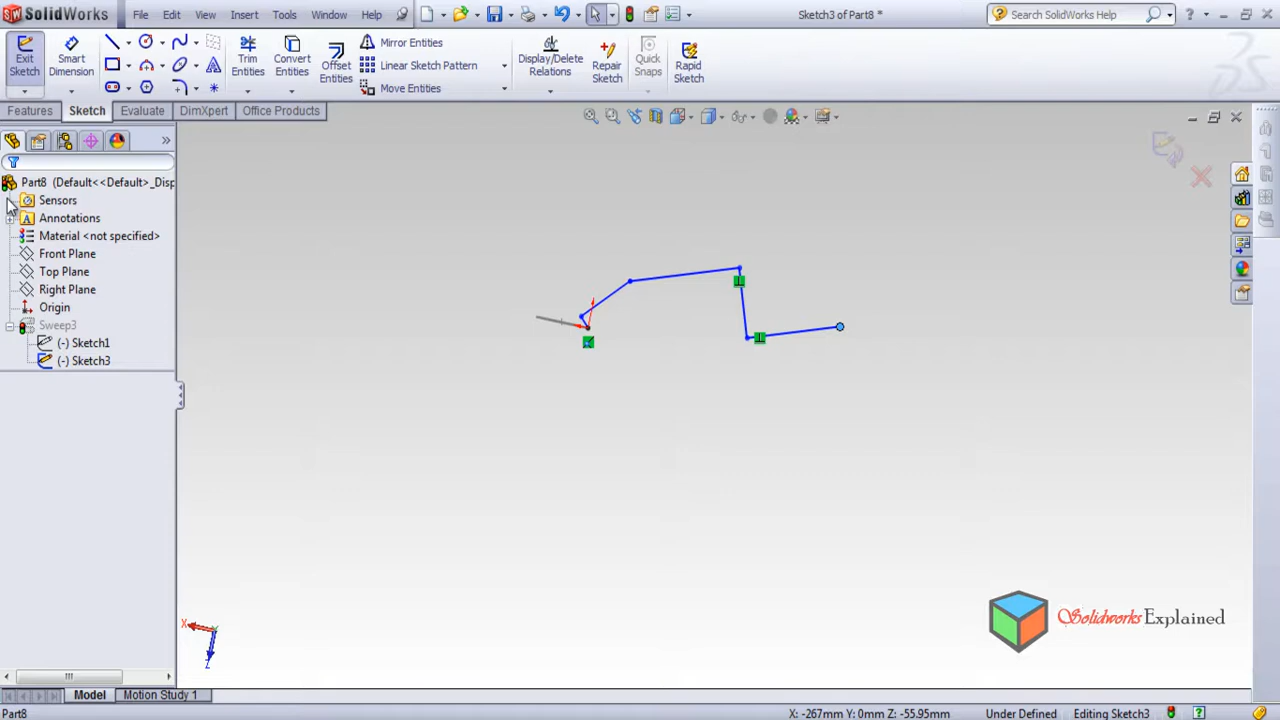 SolidWorks File Edit View Insert Tools Window Help Sketch3 of Part8 * Search SolidWorks Help
Exit Sketch
Smart Dimension
Trim Entities
Convert Entities
Offset Entities
Mirror Entities
Linear Sketch Pattern
Move Entities
Display/Delete Relations
Repair Sketch
Quick Snaps
Rapid Sketch
Features Sketch Evaluate DimXpert Office Products
Part8 (Default<<Default>_Disp
Sensors
Annotations
Material <not specified>
Front Plane
Top Plane
Right Plane
Origin
Sweep3
(-) Sketch1
(-) Sketch3
X
Z
Solidworks Explained
Model Motion Study 1
Part8 X: -267mm Y: 0mm Z: -55.95mm Under Defined Editing Sketch3